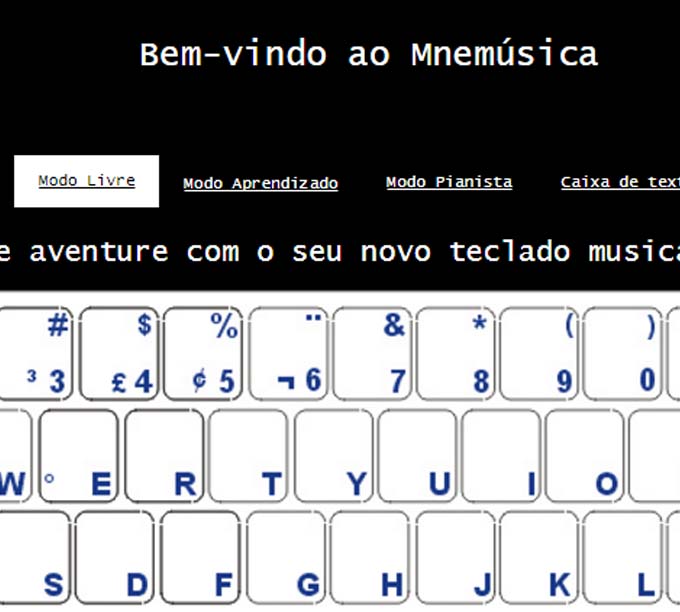 Bem-vindo ao Mnemúsica
Modo Livre Modo Aprendizado Modo Pianista Caixa de tex
e aventure com o seu novo teclado music
# $ % ¨ & * ( )
³ 3 £ 4 ¢ 5 ¬ 6 7 8 9 0
W ° E R T Y U I O
S D F G H J K L